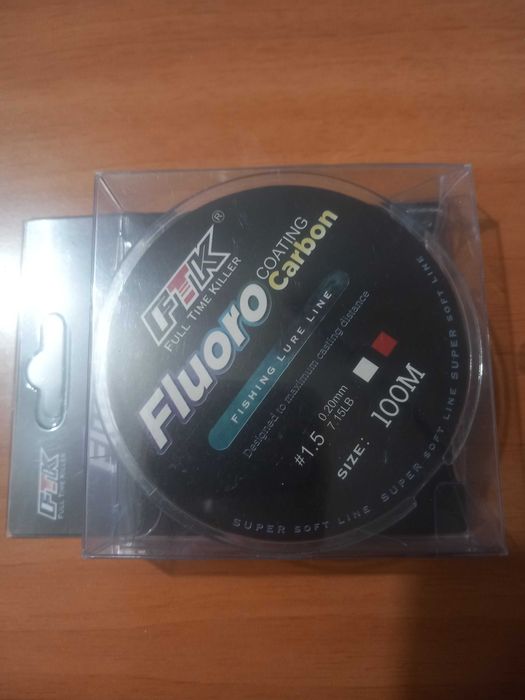 FTK®
FULL TIME KILLER
Fluoro COATING
Carbon
FISHING LURE LINE
Designed to maximum casting distance
#1.5 0.20mm
7.15LB
SIZE: 100M
SUPER SOFT LINE SUPER SOFT LINE SUPER SOFT LINE
FTK
FULL TIME KILLER